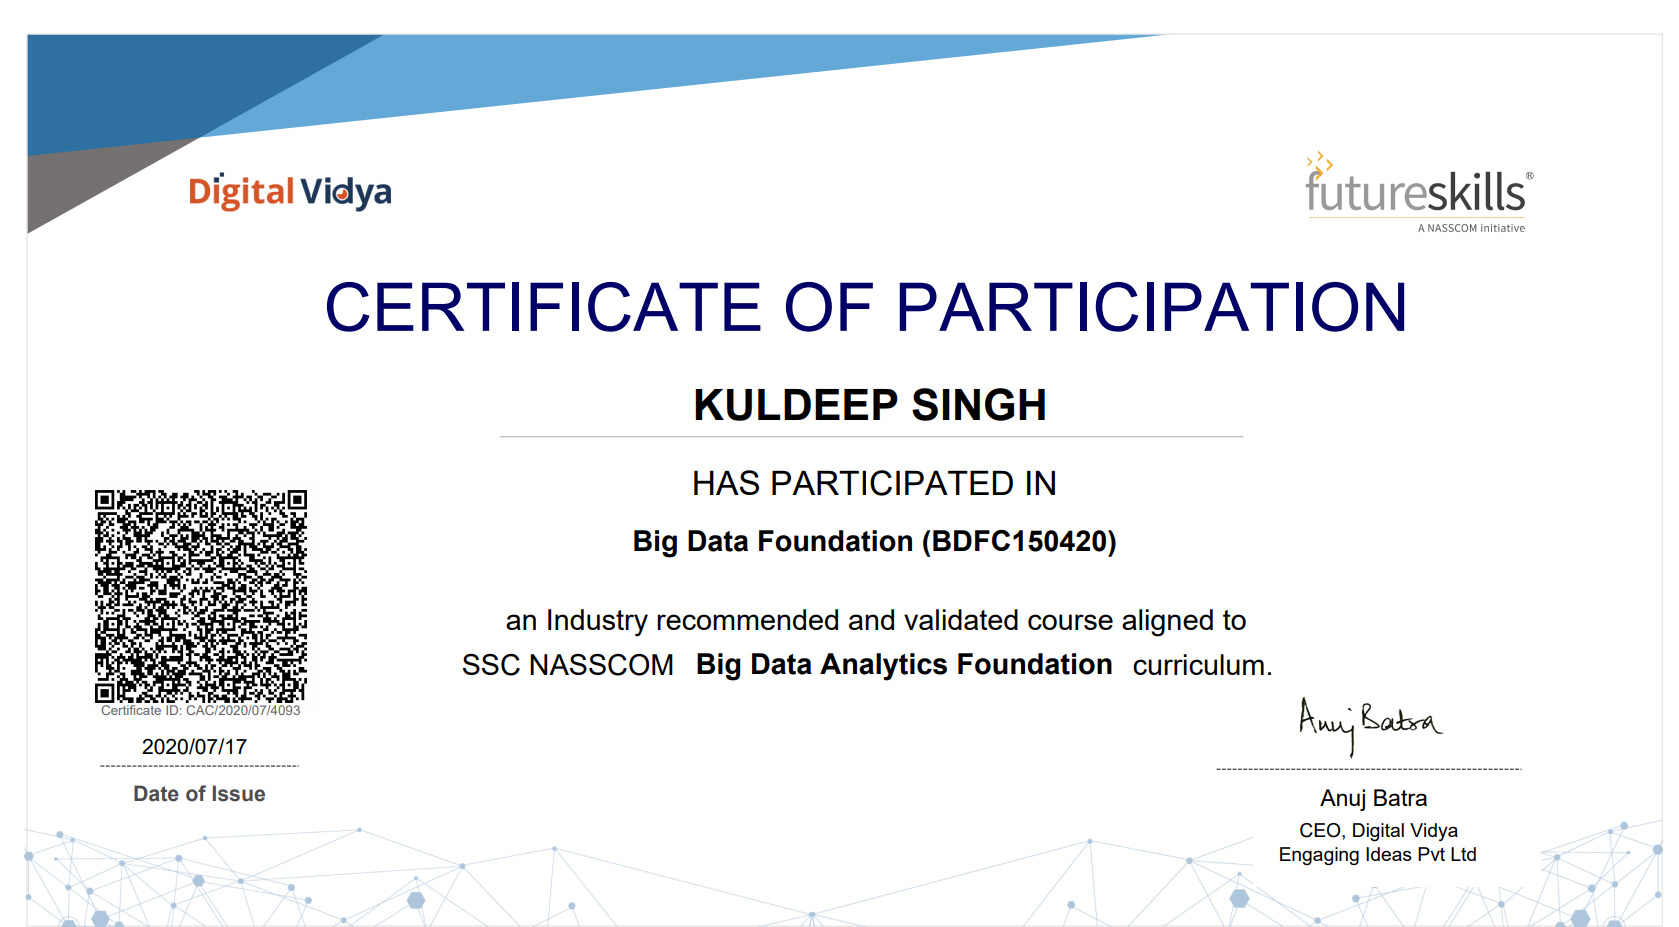 Digital Vidya
futureskills®
A NASSCOM initiative
CERTIFICATE OF PARTICIPATION
KULDEEP SINGH
HAS PARTICIPATED IN
Big Data Foundation (BDFC150420)
an Industry recommended and validated course aligned to
SSC NASSCOM Big Data Analytics Foundation curriculum.
Certificate ID: CAC/2020/07/4093
2020/07/17
Date of Issue
Anuj Batra
Anuj Batra
CEO, Digital Vidya
Engaging Ideas Pvt Ltd